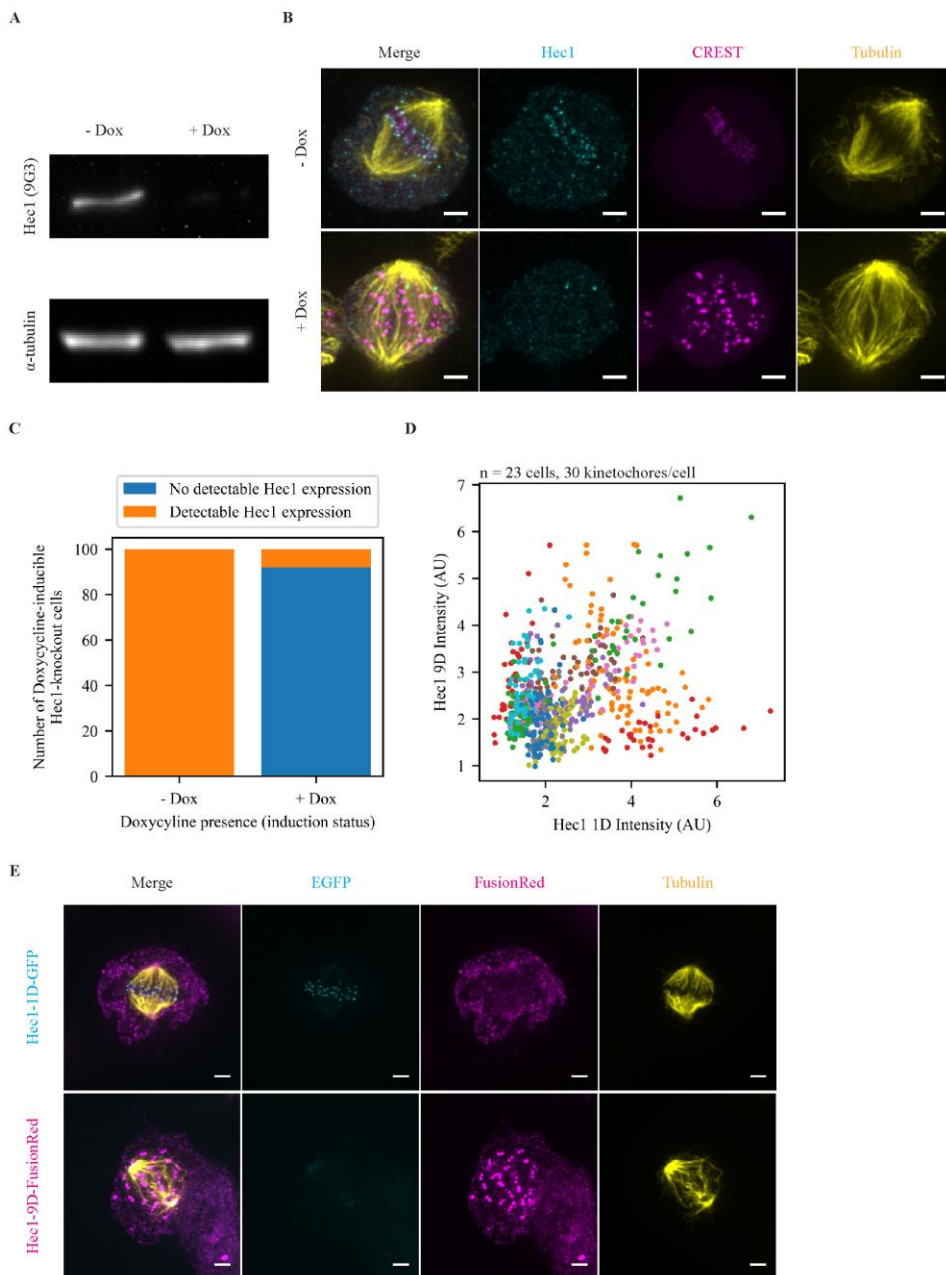 A
- Dox + Dox
Hec1 (9G3)
α-tubulin
B
Merge Hec1 CREST Tubulin
- Dox
+ Dox
C
No detectable Hec1 expression
Detectable Hec1 expression
Number of Doxycycline-inducible
Hec1-knockout cells
100
80
60
40
20
0
- Dox + Dox
Doxycyline presence (induction status)
D
n = 23 cells, 30 kinetochores/cell
Hec1 9D Intensity (AU)
7
6
5
4
3
2
1
2 4 6
Hec1 1D Intensity (AU)
E
Merge EGFP FusionRed Tubulin
Hec1-1D-GFP
Hec1-9D-FusionRed